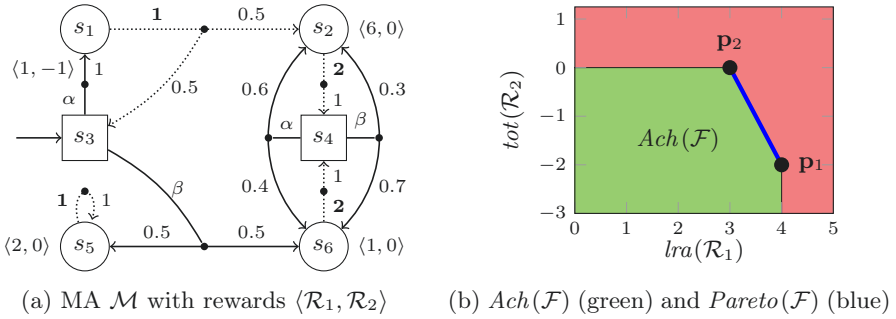 s₁ 1 0.5 s₂ ⟨6, 0⟩
⟨1, −1⟩ 1 0.5 2
α 0.6 1 0.3
s₃ α s₄ β
β 1
0.4 2 0.7
1 1
⟨2, 0⟩ s₅ 0.5 0.5 s₆ ⟨1, 0⟩
(a) MA ℳ with rewards ⟨ℛ₁, ℛ₂⟩
tot(ℛ₂)
1
0
−1
−2
−3
p₂
Ach(ℱ)
p₁
0 1 2 3 4 5
lra(ℛ₁)
(b) Ach(ℱ) (green) and Pareto(ℱ) (blue)